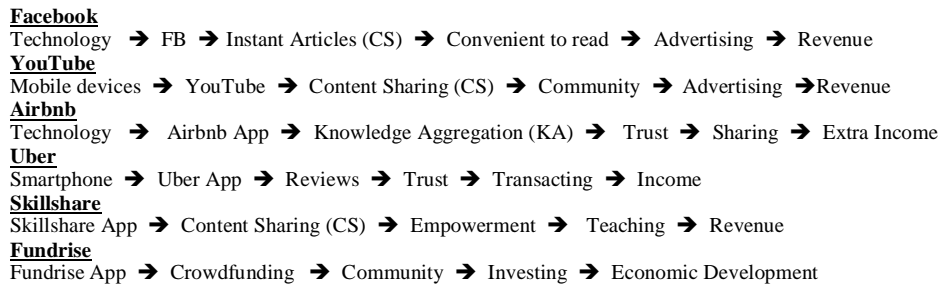 Facebook
Technology ➔ FB ➔ Instant Articles (CS) ➔ Convenient to read ➔ Advertising ➔ Revenue
YouTube
Mobile devices ➔ YouTube ➔ Content Sharing (CS) ➔ Community ➔ Advertising ➔Revenue
Airbnb
Technology ➔ Airbnb App ➔ Knowledge Aggregation (KA) ➔ Trust ➔ Sharing ➔ Extra Income
Uber
Smartphone ➔ Uber App ➔ Reviews ➔ Trust ➔ Transacting ➔ Income
Skillshare
Skillshare App ➔ Content Sharing (CS) ➔ Empowerment ➔ Teaching ➔ Revenue
Fundrise
Fundrise App ➔ Crowdfunding ➔ Community ➔ Investing ➔ Economic Development